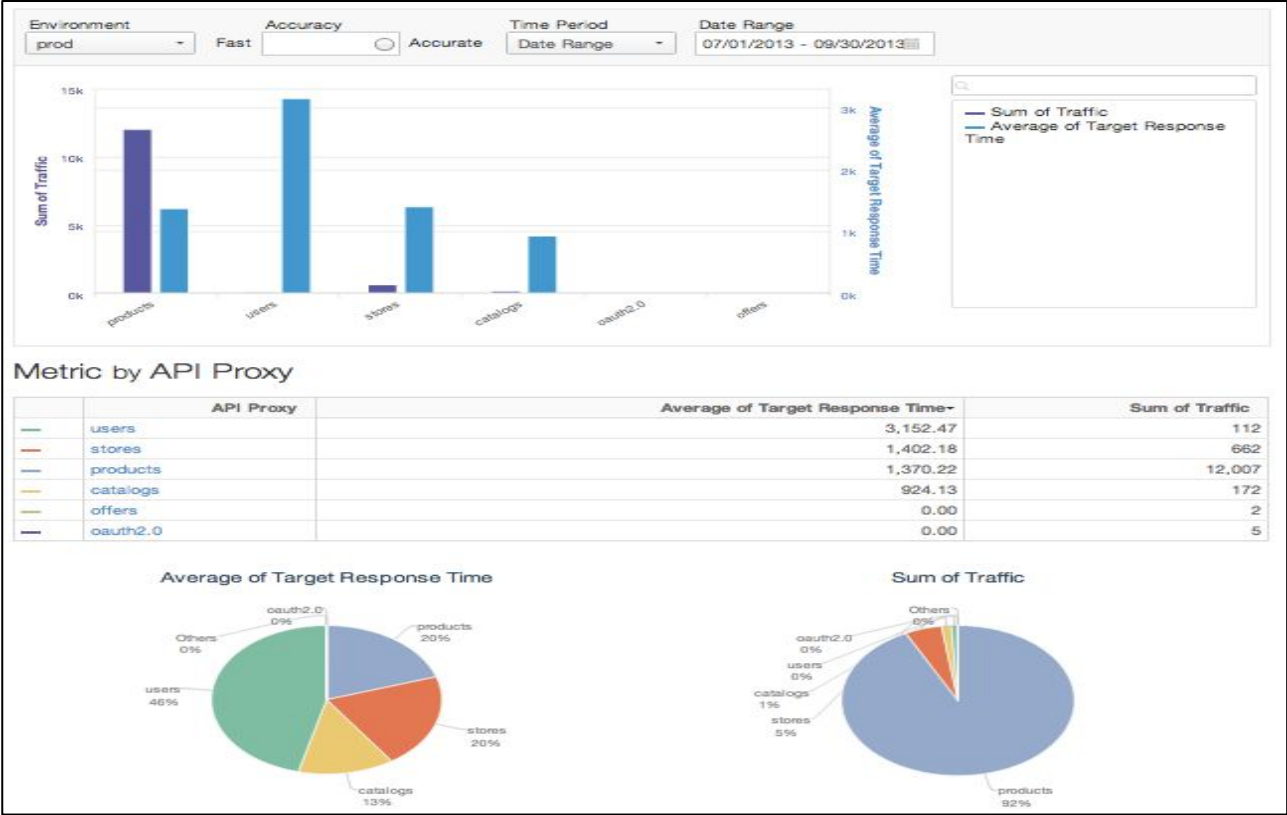 Environment Accuracy Time Period Date Range
prod Fast Accurate Date Range 07/01/2013 - 09/30/2013
15k
10k
5k
0k
Sum of Traffic
3k
2k
1k
0k
Average of Target Response Time
products users stores catalogs oauth2.0 offers
Sum of Traffic
Average of Target Response
Time
Metric by API Proxy
API Proxy Average of Target Response Time Sum of Traffic
users 3,152.47 112
stores 1,402.18 662
products 1,370.22 12,007
catalogs 924.13 172
offers 0.00 2
oauth2.0 0.00 5
Average of Target Response Time
oauth2.0
0%
Others
0%
users
46%
products
20%
stores
20%
catalogs
13%
Sum of Traffic
Others
0%
oauth2.0
0%
users
0%
catalogs
1%
stores
5%
products
92%